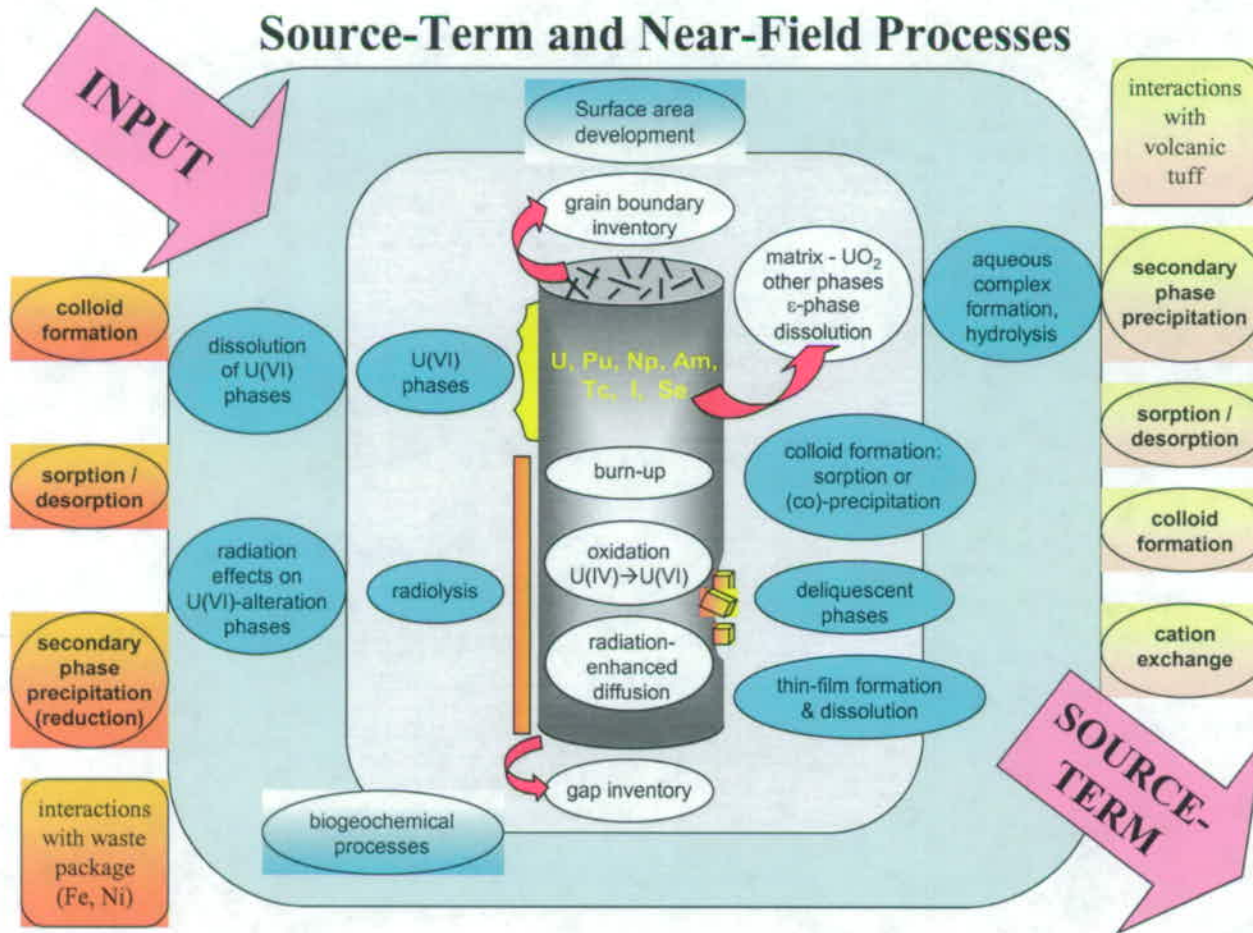 Source-Term and Near-Field Processes
INPUT
Surface area
development
interactions
with
volcanic
tuff
grain boundary
inventory
matrix - UO₂
other phases
ε-phase
dissolution
aqueous
complex
formation,
hydrolysis
secondary
phase
precipitation
colloid
formation
dissolution
of U(VI)
phases
U(VI)
phases
U, Pu, Np, Am,
Tc, I, Se
sorption /
desorption
burn-up
colloid formation:
sorption or
(co)-precipitation
sorption /
desorption
colloid
formation
radiation
effects on
U(VI)-alteration
phases
radiolysis
oxidation
U(IV)→U(VI)
deliquescent
phases
secondary
phase
precipitation
(reduction)
radiation-
enhanced
diffusion
thin-film formation
& dissolution
cation
exchange
gap inventory
biogeochemical
processes
interactions
with waste
package
(Fe, Ni)
SOURCE-
TERM